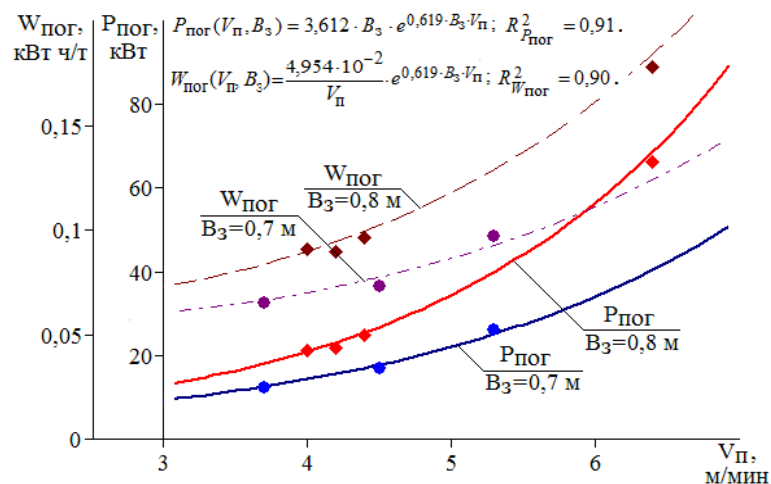 Wпог, Pпог, Pпог(Vп, Bз) = 3,612 · Bз · e^0,619·Bз·Vп; R²Pпог = 0,91.
кВт ч/т кВт
Wпог(Vп, Bз) = 4,954·10⁻² / Vп · e^0,619·Bз·Vп; R²Wпог = 0,90.
80
0,15
Wпог
Bз=0,8 м
60
Wпог
Bз=0,7 м
0,1
40
Pпог
Bз=0,8 м
0,05
20
Pпог
Bз=0,7 м
0 0
3 4 5 6 Vп,
м/мин